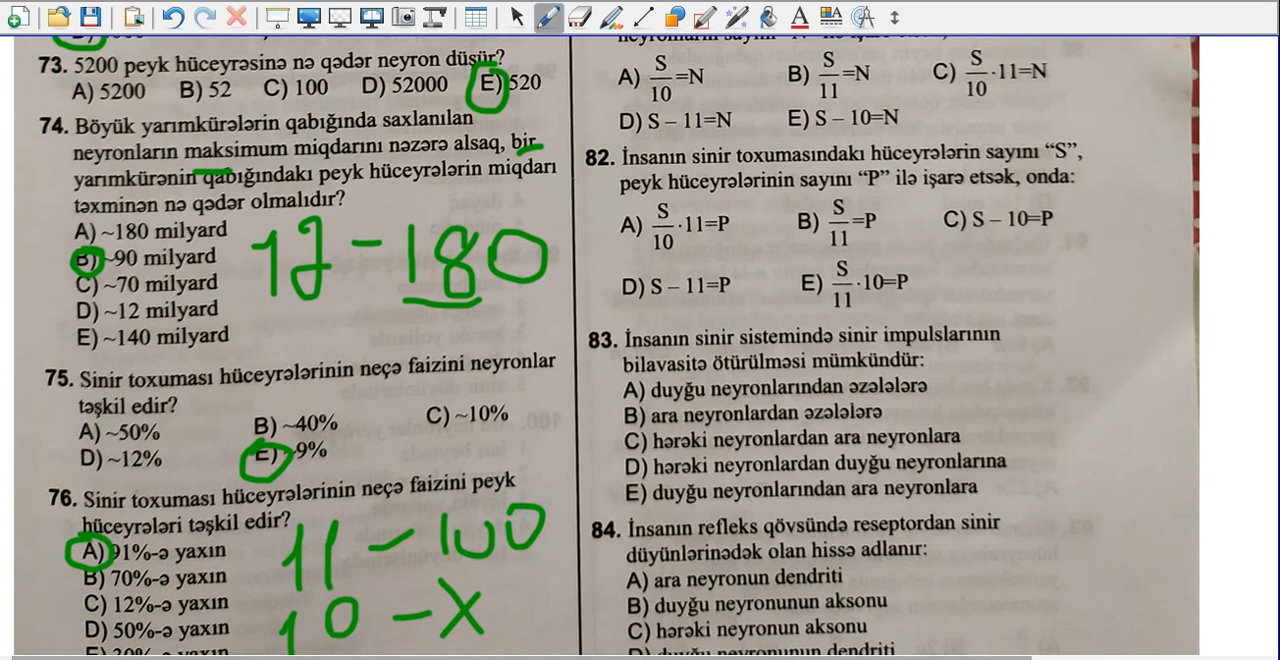 73. 5200 peyk hüceyrəsinə nə qədər neyron düşür?
A) 5200 B) 52 C) 100 D) 52000 E) 520
74. Böyük yarımkürələrin qabığında saxlanılan
neyronların maksimum miqdarını nəzərə alsaq, bir
yarımkürənin qabığındakı peyk hüceyrələrin miqdarı
təxminən nə qədər olmalıdır?
A) ~180 milyard
B) ~90 milyard
C) ~70 milyard
D) ~12 milyard
E) ~140 milyard
12 - 180
75. Sinir toxuması hüceyrələrinin neçə faizini neyronlar
təşkil edir?
A) ~50% B) ~40% C) ~10%
D) ~12% E) ~9%
76. Sinir toxuması hüceyrələrinin neçə faizini peyk
hüceyrələri təşkil edir?
A) 91%-ə yaxın
B) 70%-ə yaxın
C) 12%-ə yaxın
D) 50%-ə yaxın
11 - 100
10 - X
A) S/10=N B) S/11=N C) S/10·11=N
D) S – 11=N E) S – 10=N
82. İnsanın sinir toxumasındakı hüceyrələrin sayını “S”,
peyk hüceyrələrinin sayını “P” ilə işarə etsək, onda:
A) S/10·11=P B) S/11=P C) S – 10=P
D) S – 11=P E) S/11·10=P
83. İnsanın sinir sistemində sinir impulslarının
bilavasitə ötürülməsi mümkündür:
A) duyğu neyronlarından əzələlərə
B) ara neyronlardan əzələlərə
C) hərəki neyronlardan ara neyronlara
D) hərəki neyronlardan duyğu neyronlarına
E) duyğu neyronlarından ara neyronlara
84. İnsanın refleks qövsündə reseptordan sinir
düyünlərinədək olan hissə adlanır:
A) ara neyronun dendriti
B) duyğu neyronunun aksonu
C) hərəki neyronun aksonu
D) duyğu neyronunun dendriti